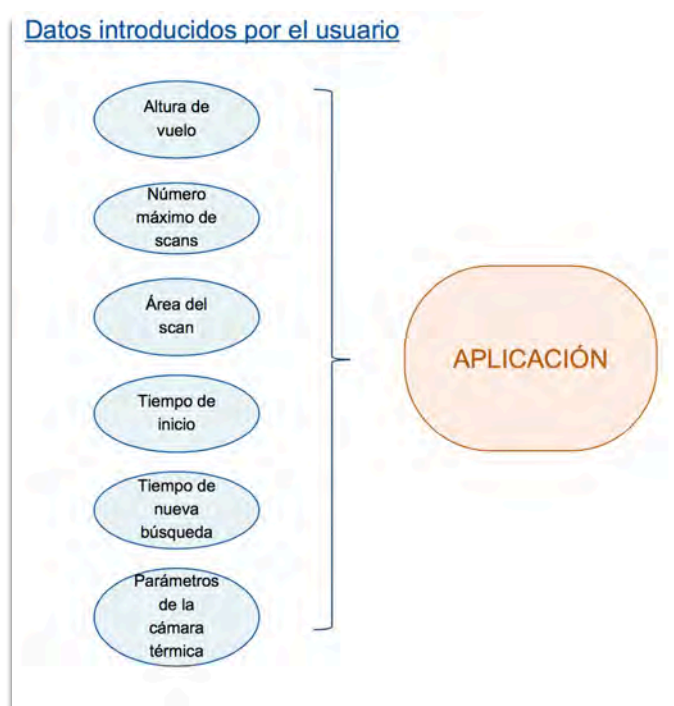 Datos introducidos por el usuario
Altura de
vuelo
Número
máximo de
scans
Área del
scan
Tiempo de
inicio
Tiempo de
nueva
búsqueda
Parámetros
de la
cámara
térmica
APLICACIÓN